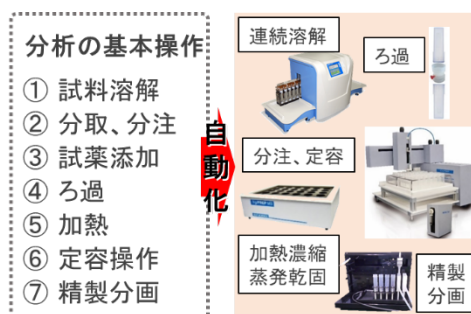 分析の基本操作
① 試料溶解
② 分取、分注
③ 試薬添加
④ ろ過
⑤ 加熱
⑥ 定容操作
⑦ 精製分画
自動化
連続溶解
ろ過
分注、定容
加熱濃縮
蒸発乾固
精製
分画